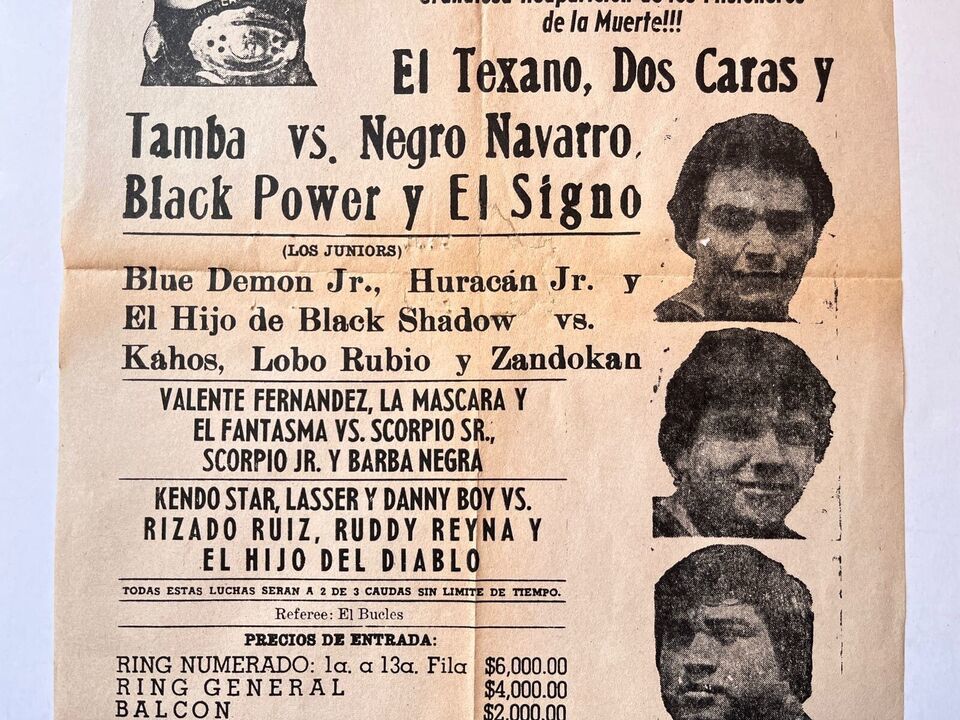 de la Muerte!!!
El Texano, Dos Caras y
Tamba vs. Negro Navarro,
Black Power y El Signo
(LOS JUNIORS)
Blue Demon Jr., Huracán Jr. y
El Hijo de Black Shadow vs.
Kahos, Lobo Rubio y Zandokan
VALENTE FERNANDEZ, LA MASCARA Y
EL FANTASMA VS. SCORPIO SR.,
SCORPIO JR. Y BARBA NEGRA
KENDO STAR, LASSER Y DANNY BOY VS.
RIZADO RUIZ, RUDDY REYNA Y
EL HIJO DEL DIABLO
TODAS ESTAS LUCHAS SERAN A 2 DE 3 CAUDAS SIN LIMITE DE TIEMPO.
Referee: El Bucles
PRECIOS DE ENTRADA:
RING NUMERADO: 1a. a 13a. Fila $6,000.00
RING GENERAL $4,000.00
BALCON $2,000.00